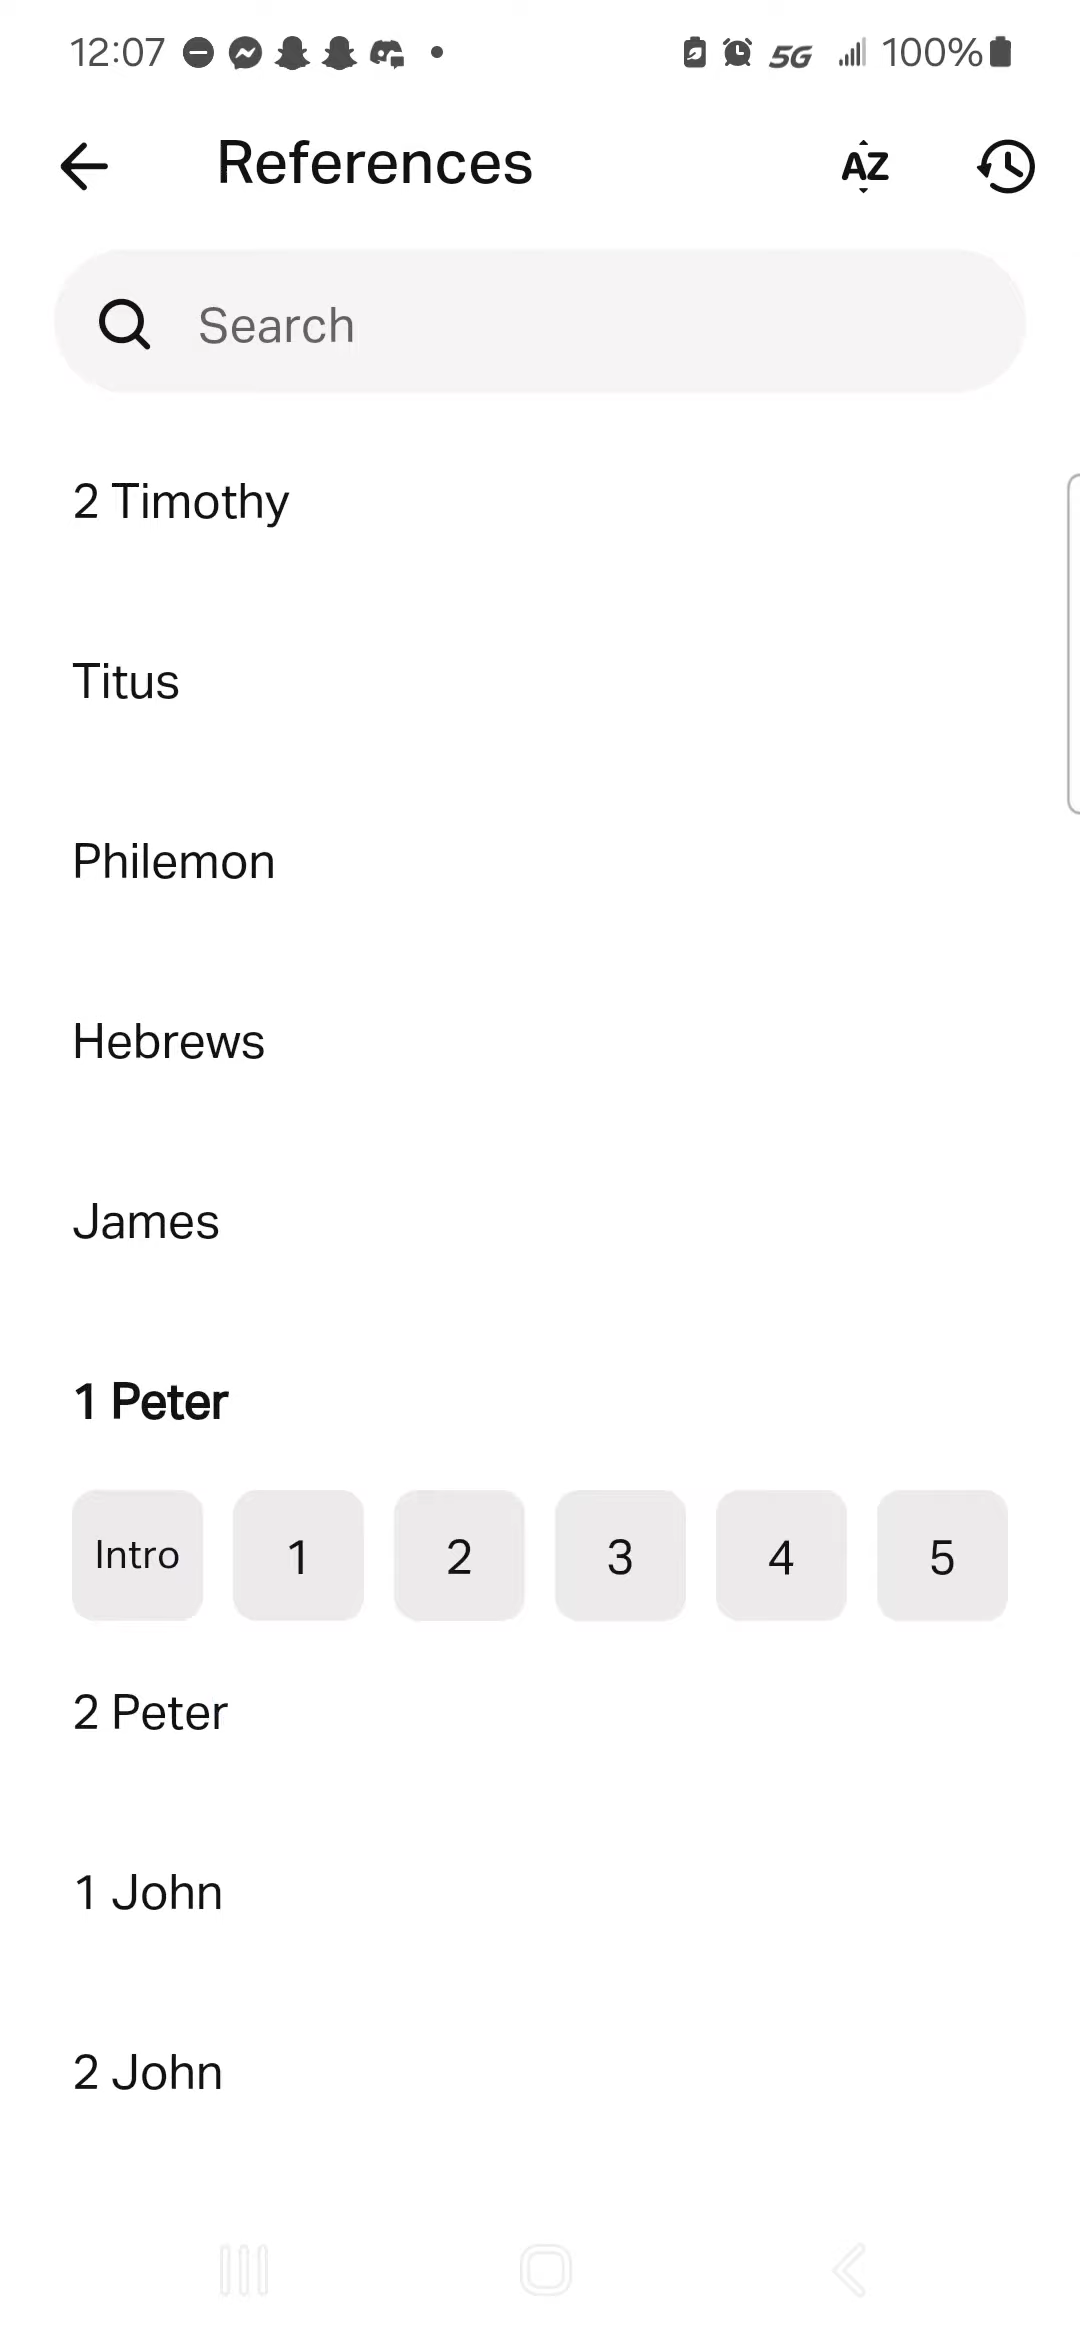 12:07 5G 100%
References AZ
Search
2 Timothy
Titus
Philemon
Hebrews
James
1 Peter
Intro 1 2 3 4 5
2 Peter
1 John
2 John